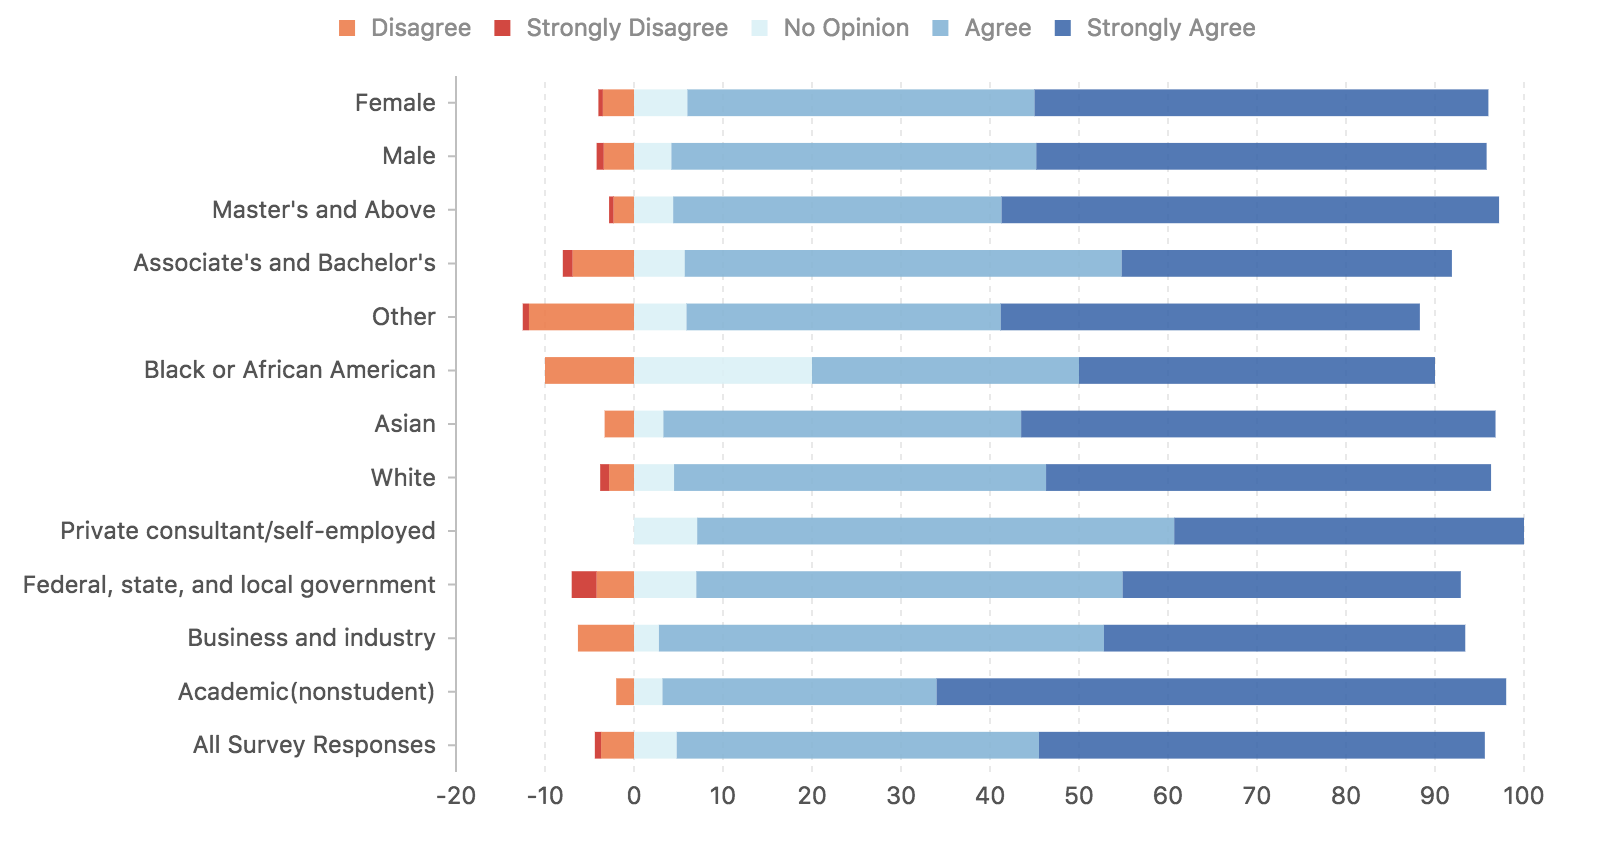 Disagree Strongly Disagree No Opinion Agree Strongly Agree
Female
Male
Master's and Above
Associate's and Bachelor's
Other
Black or African American
Asian
White
Private consultant/self-employed
Federal, state, and local government
Business and industry
Academic(nonstudent)
All Survey Responses
-20 -10 0 10 20 30 40 50 60 70 80 90 100